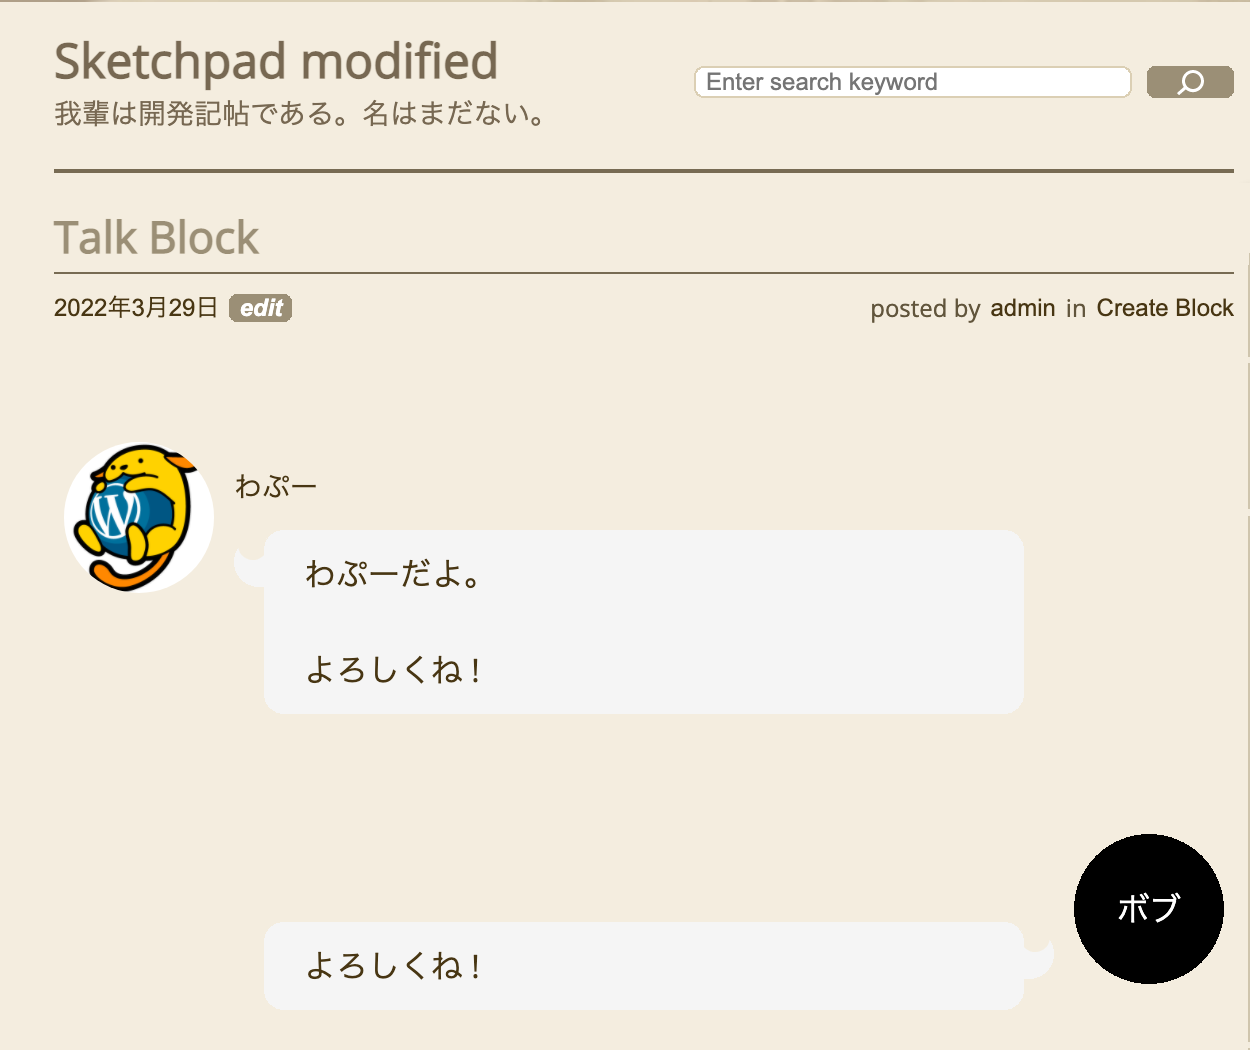 Sketchpad modified
我輩は開発記帖である。名はまだない。
Enter search keyword
Talk Block
2022年3月29日 edit posted by admin in Create Block
わぷー
わぷーだよ。
よろしくね！
ボブ
よろしくね！